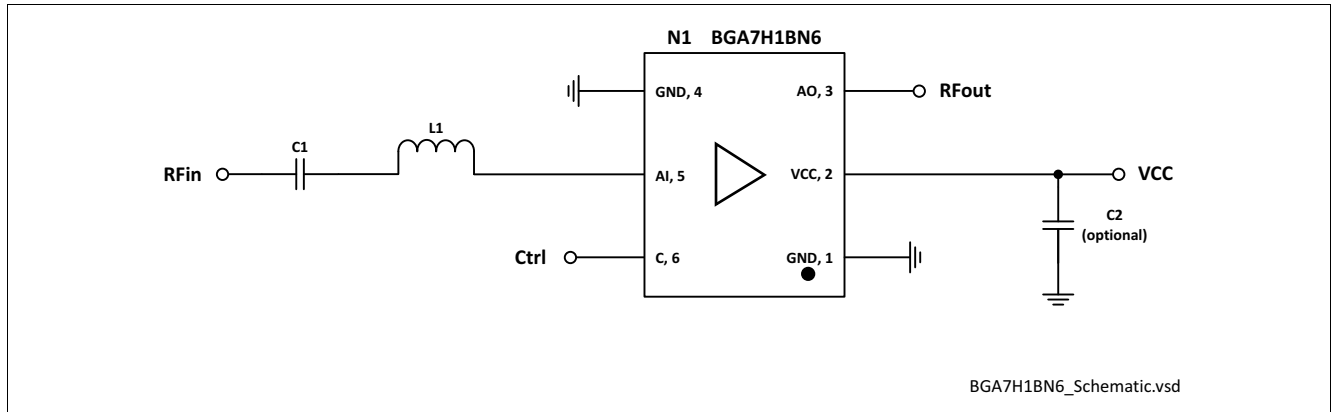 N1 BGA7H1BN6
GND, 4
AO, 3
RFout
C1
L1
RFin
AI, 5
VCC, 2
VCC
C2
(optional)
Ctrl
C, 6
GND, 1
BGA7H1BN6_Schematic.vsd